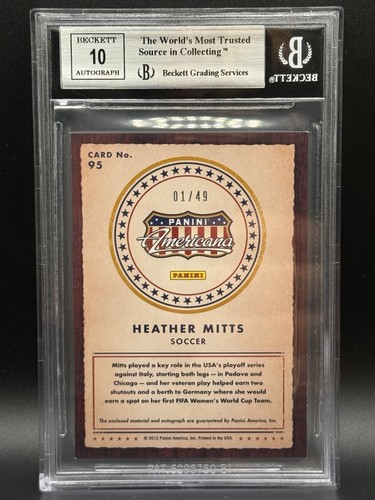 BECKETT
10
AUTOGRAPH
The World's Most Trusted
Source in Collecting™
Beckett Grading Services
BECKETT
CARD No.
95
01/49
PANINI
Americana
PANINI
HEATHER MITTS
SOCCER
Mitts played a key role in the USA's playoff series
against Italy, starting both legs — in Padova and
Chicago — and her veteran play helped earn two
shutouts and a berth to Germany where she would
earn a spot on her first FIFA Women's World Cup Team.
The enclosed material and autograph are guaranteed by Panini America, Inc.
© 2012 Panini America, Inc. Printed in the USA.